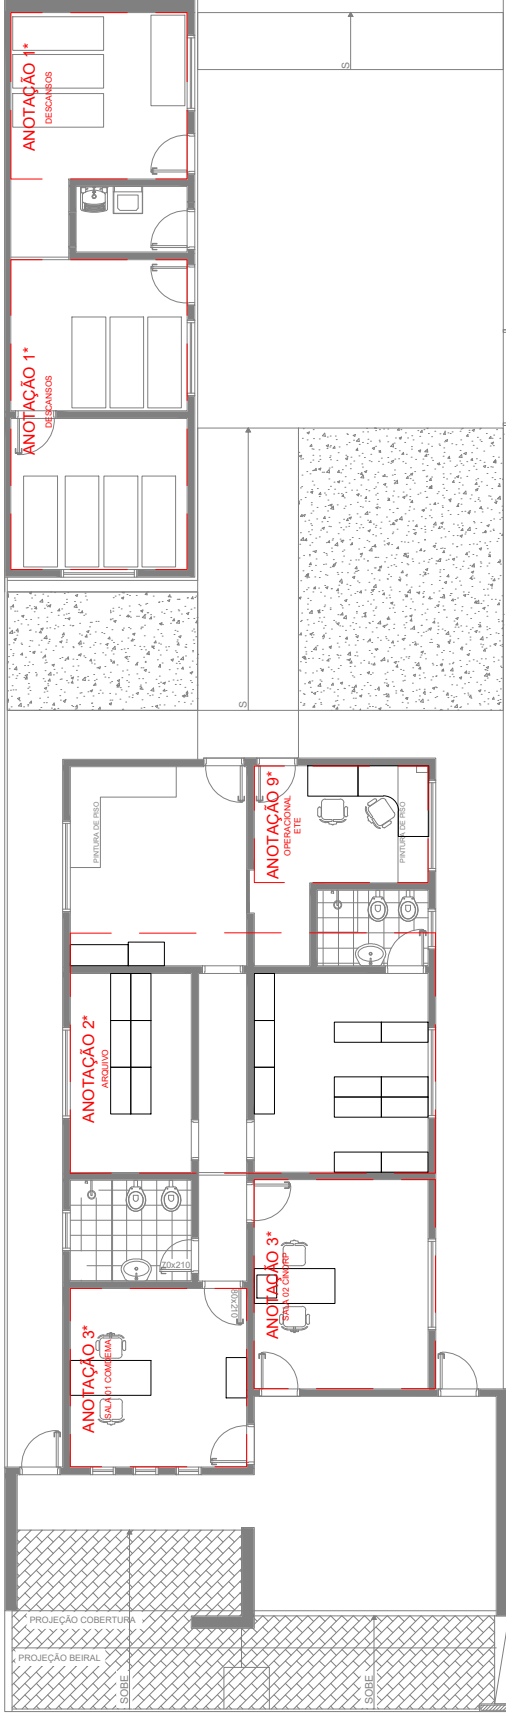 S
ANOTAÇÃO 1*
DESCANSOS
ANOTAÇÃO 1*
DESCANSOS
S
PINTURA DE PISO
ANOTAÇÃO 9*
OPERACIONAL
ETE
PINTURA DE PISO
ANOTAÇÃO 2*
ARQUIVO
70x210
80x210
ANOTAÇÃO 3*
SALA 02 CINORP
ANOTAÇÃO 3*
SALA 01 COMDEMA
PROJEÇÃO COBERTURA
PROJEÇÃO BEIRAL
SOBE
SOBE